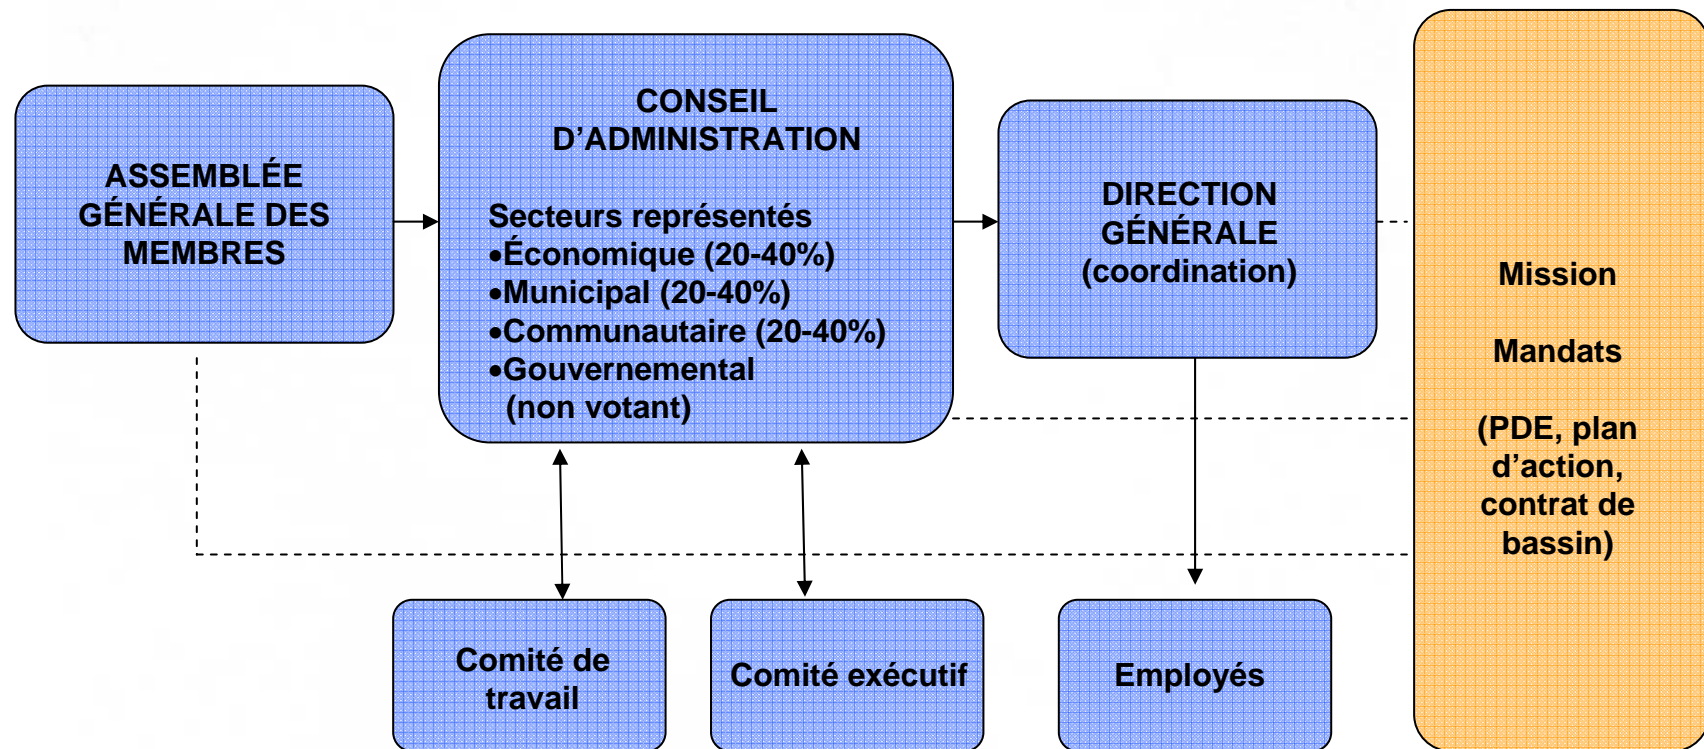 ASSEMBLÉE
GÉNÉRALE DES
MEMBRES
CONSEIL
D’ADMINISTRATION
Secteurs représentés
•Économique (20-40%)
•Municipal (20-40%)
•Communautaire (20-40%)
•Gouvernemental
(non votant)
DIRECTION
GÉNÉRALE
(coordination)
Mission
Mandats
(PDE, plan
d’action,
contrat de
bassin)
Comité de
travail
Comité exécutif
Employés